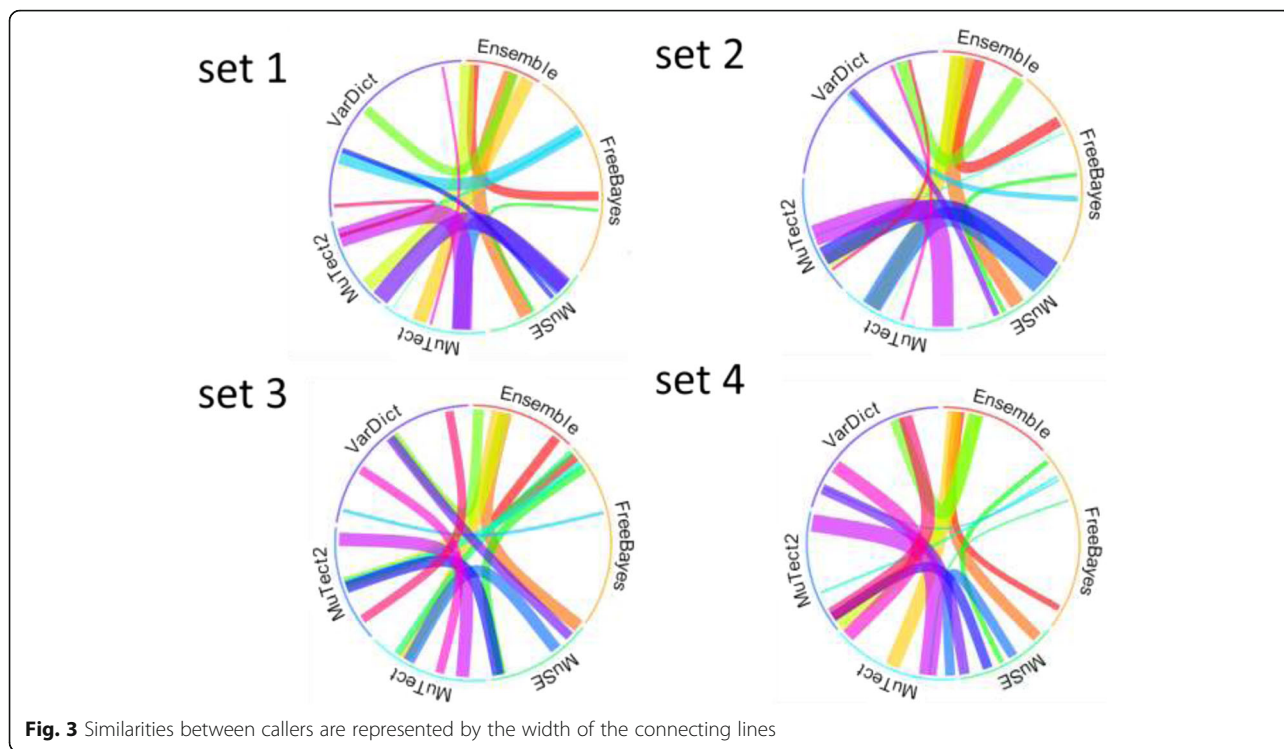 set 1
Ensemble
FreeBayes
MuSE
MuTect
MuTect2
VarDict
set 2
Ensemble
FreeBayes
MuSE
MuTect
MuTect2
VarDict
set 3
Ensemble
FreeBayes
MuSE
MuTect
MuTect2
VarDict
set 4
Ensemble
FreeBayes
MuSE
MuTect
MuTect2
VarDict
Fig. 3 Similarities between callers are represented by the width of the connecting lines